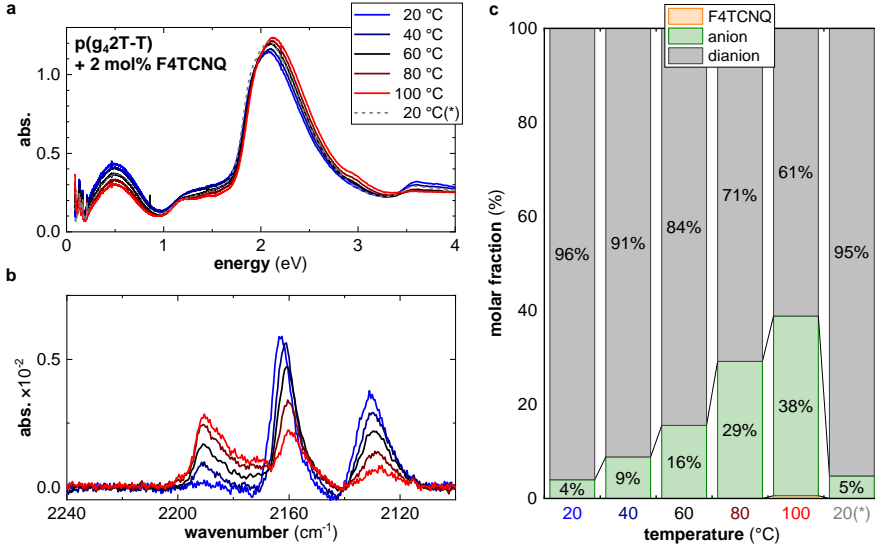 a
p(g₄2T-T)
+ 2 mol% F4TCNQ
20 °C
40 °C
60 °C
80 °C
100 °C
20 °C(*)
abs.
1.0
0.5
0.0
0
1
2
3
4
energy (eV)
b
abs. ×10⁻²
0.5
0.0
2240
2200
2160
2120
wavenumber (cm⁻¹)
c
F4TCNQ
anion
dianion
molar fraction (%)
100
80
60
40
20
0
96%
91%
84%
71%
61%
95%
4%
9%
16%
29%
38%
5%
20
40
60
80
100
20(*)
temperature (°C)